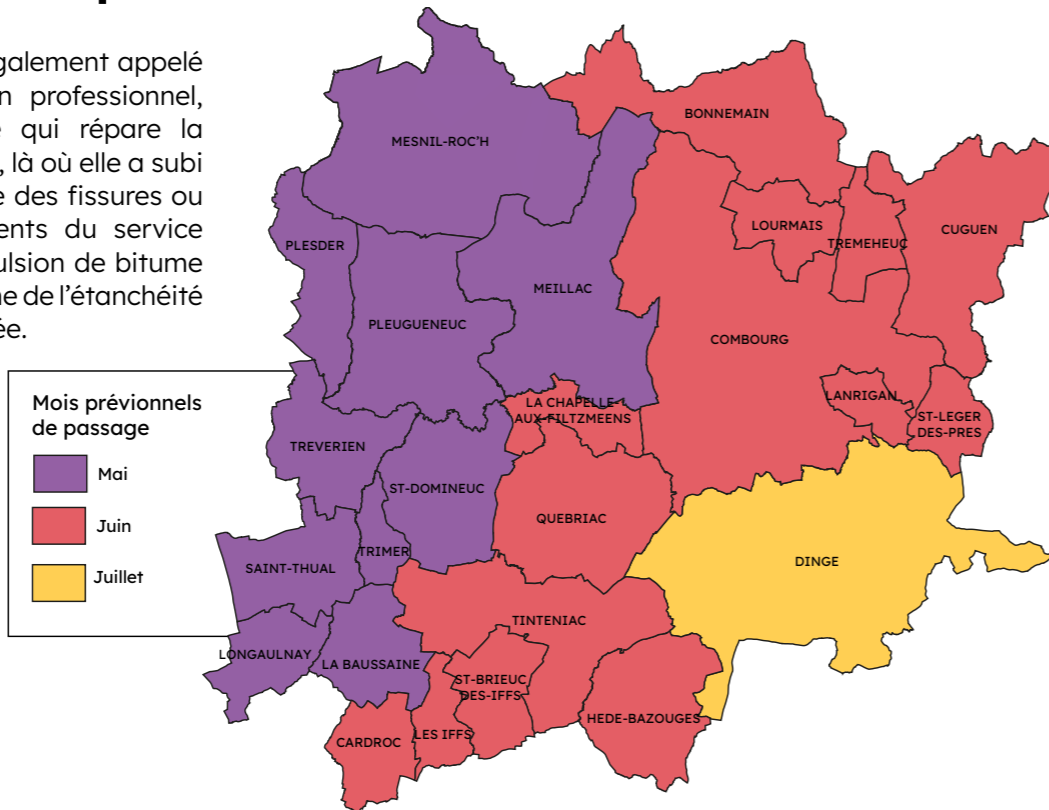 galement appelé
n professionnel,
qui répare la
, là où elle a subi
e des fissures ou
ents du service
ulsion de bitume
ne de l'étanchéité
ée.
Mois prévionnels
de passage
Mai
Juin
Juillet
MESNIL-ROC'H
BONNEMAIN
PLESDER
LOURMAIS
TREMEHEUC
CUGUEN
MEILLAC
PLEUGUENEUC
COMBOURG
LANRIGAN
LA CHAPELLE-
AUX-FILTZMEENS
ST-LEGER
DES-PRES
TREVERIEN
ST-DOMINEUC
QUEBRIAC
TRIMER
SAINT-THUAL
DINGE
TINTENIAC
LONGAULNAY
LA BAUSSAINE
ST-BRIEUC
DES-IFFS
HEDE-BAZOUGES
CARDROC
LES IFFS